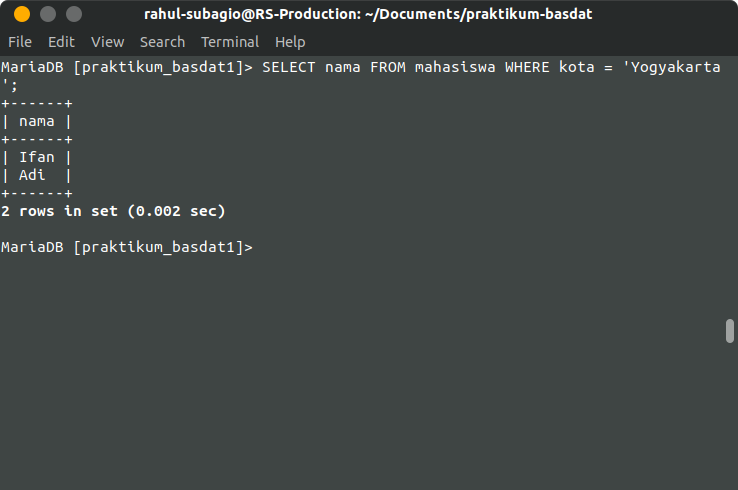 rahul-subagio@RS-Production: ~/Documents/praktikum-basdat
File Edit View Search Terminal Help
MariaDB [praktikum_basdat1]> SELECT nama FROM mahasiswa WHERE kota = 'Yogyakarta
';
+------+
| nama |
+------+
| Ifan |
| Adi  |
+------+
2 rows in set (0.002 sec)
MariaDB [praktikum_basdat1]>